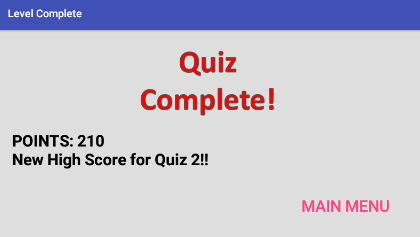 Level Complete
Quiz
Complete!
POINTS: 210
New High Score for Quiz 2!!
MAIN MENU